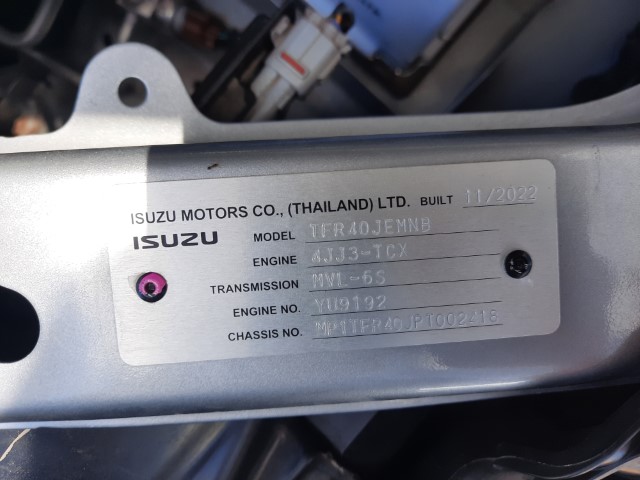 ISUZU MOTORS CO., (THAILAND) LTD. BUILT 11/2022
ISUZU MODEL TFR40JEMNB
ENGINE 4JJ3-TCX
TRANSMISSION MVL-6S
ENGINE NO. YU9192
CHASSIS NO.